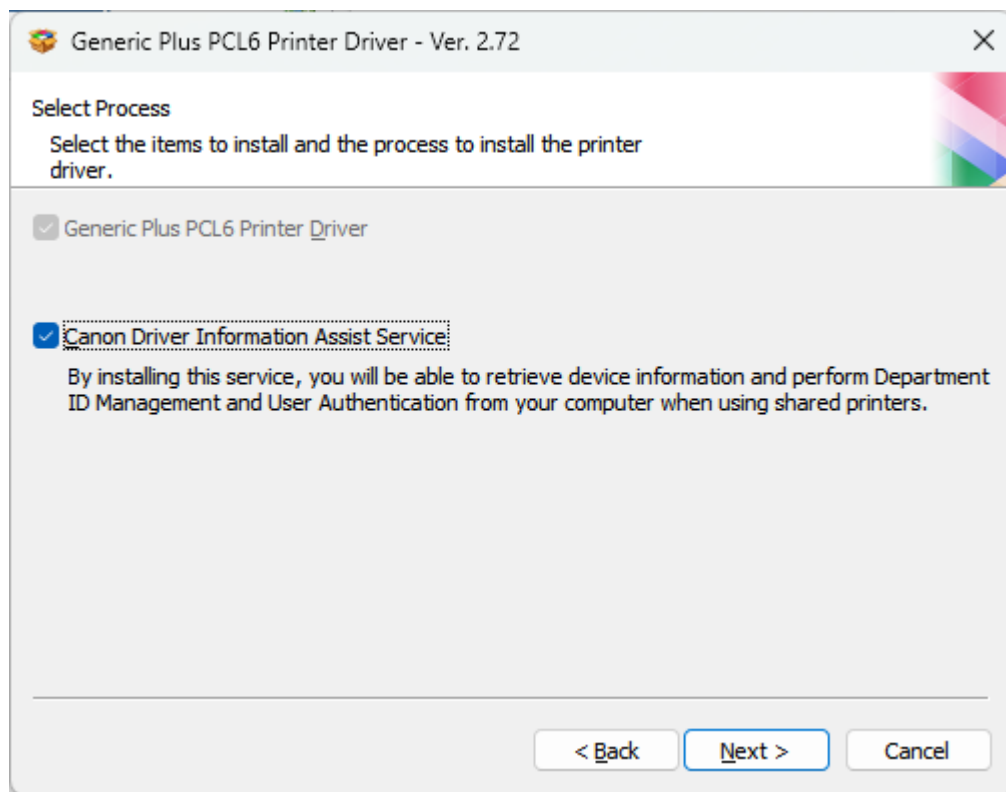 Generic Plus PCL6 Printer Driver - Ver. 2.72
Select Process
Select the items to install and the process to install the printer
driver.
Generic Plus PCL6 Printer Driver
Canon Driver Information Assist Service
By installing this service, you will be able to retrieve device information and perform Department
ID Management and User Authentication from your computer when using shared printers.
< Back Next > Cancel